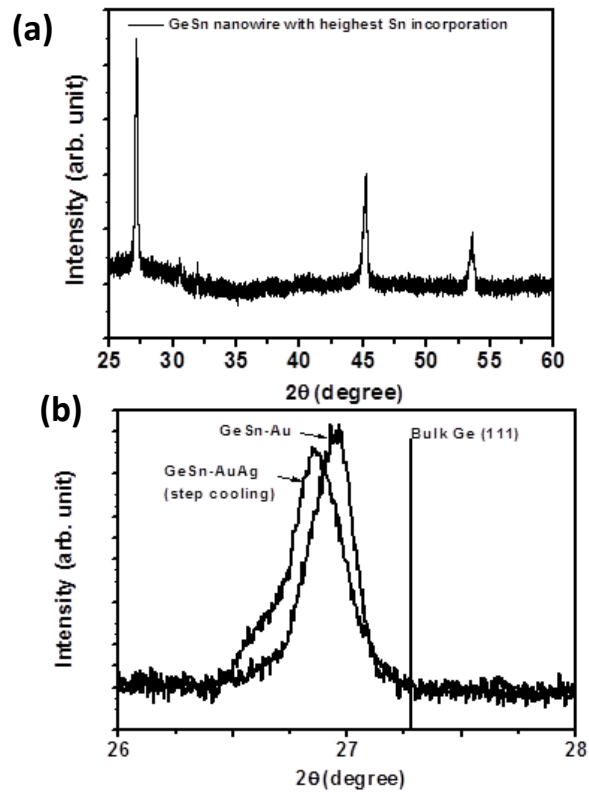 (a)
GeSn nanowire with heighest Sn incorporation
Intensity (arb. unit)
25 30 35 40 45 50 55 60
2θ (degree)
(b)
GeSn-Au
Bulk Ge (111)
GeSn-AuAg
(step cooling)
Intensity (arb. unit)
26 27 28
2θ (degree)